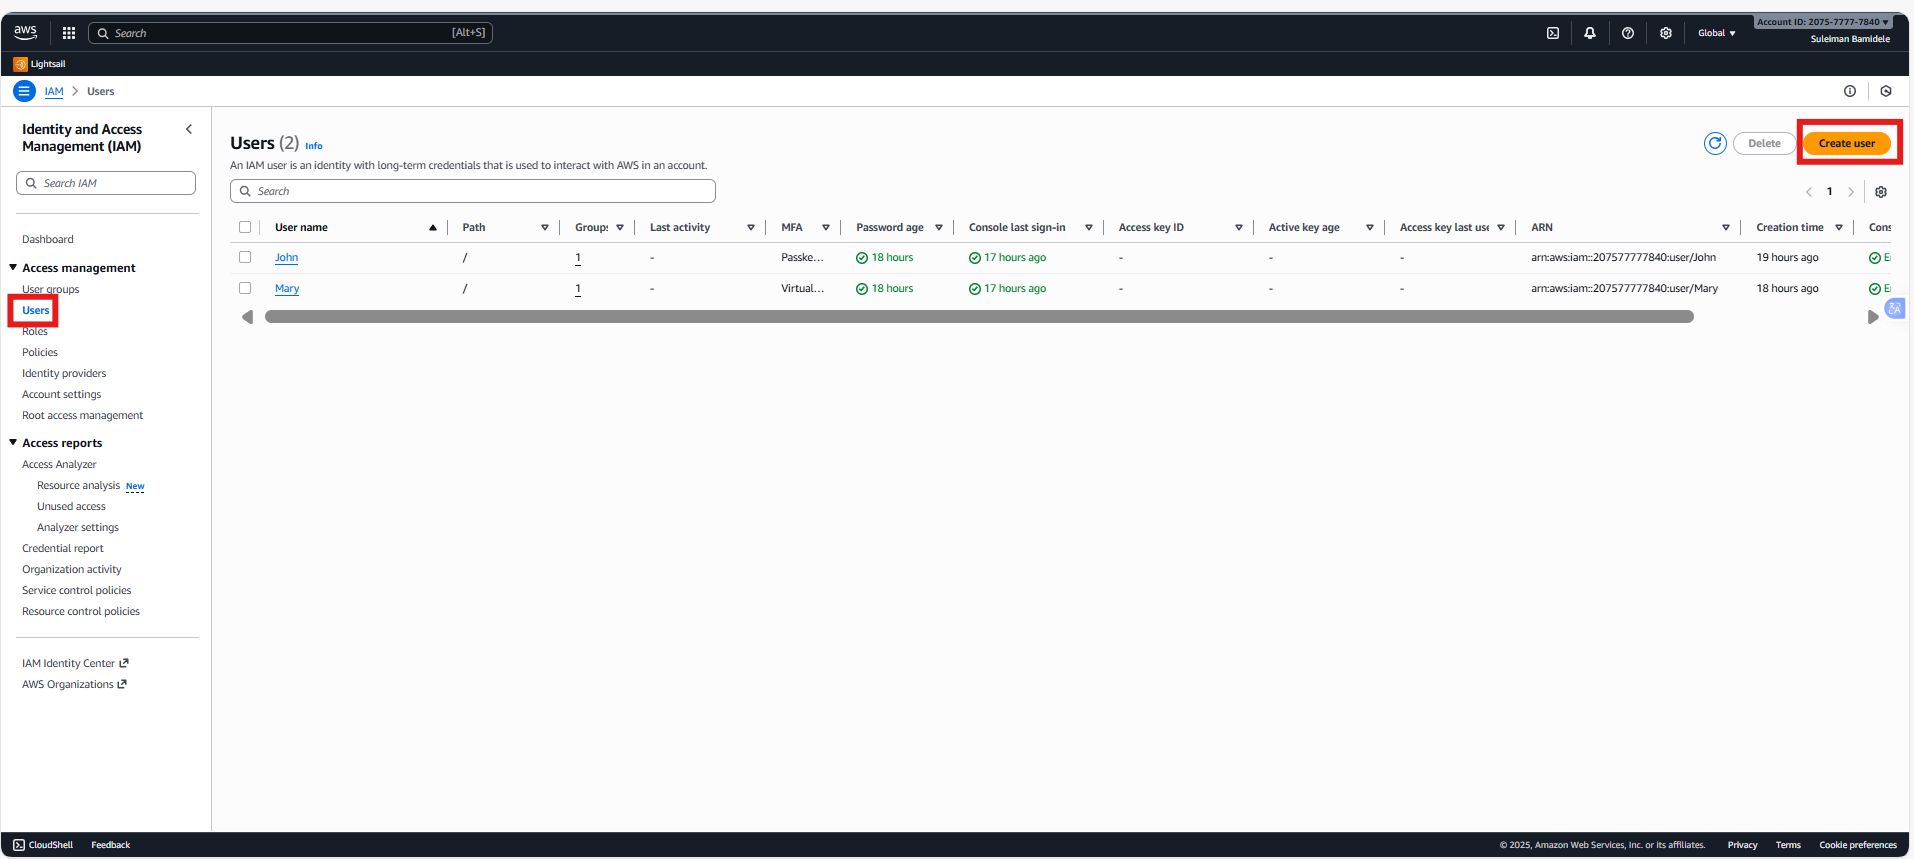 aws
Search [Alt+S]
Global
Account ID: 2075-7777-7840
Suleiman Bamidele
Lightsail
IAM
Users
Identity and Access Management (IAM)
Search IAM
Dashboard
Access management
User groups
Users
Roles
Policies
Identity providers
Account settings
Root access management
Access reports
Access Analyzer
Resource analysis New
Unused access
Analyzer settings
Credential report
Organization activity
Service control policies
Resource control policies
IAM Identity Center
AWS Organizations
Users (2) Info
An IAM user is an identity with long-term credentials that is used to interact with AWS in an account.
Delete
Create user
Search
1
User name Path Groups Last activity MFA Password age Console last sign-in Access key ID Active key age Access key last use ARN Creation time Cons
John / 1 - Passke... 18 hours 17 hours ago - - - arn:aws:iam::207577777840:user/John 19 hours ago E
Mary / 1 - Virtual... 18 hours 17 hours ago - - - arn:aws:iam::207577777840:user/Mary 18 hours ago E
CloudShell Feedback © 2025, Amazon Web Services, Inc. or its affiliates. Privacy Terms Cookie preferences